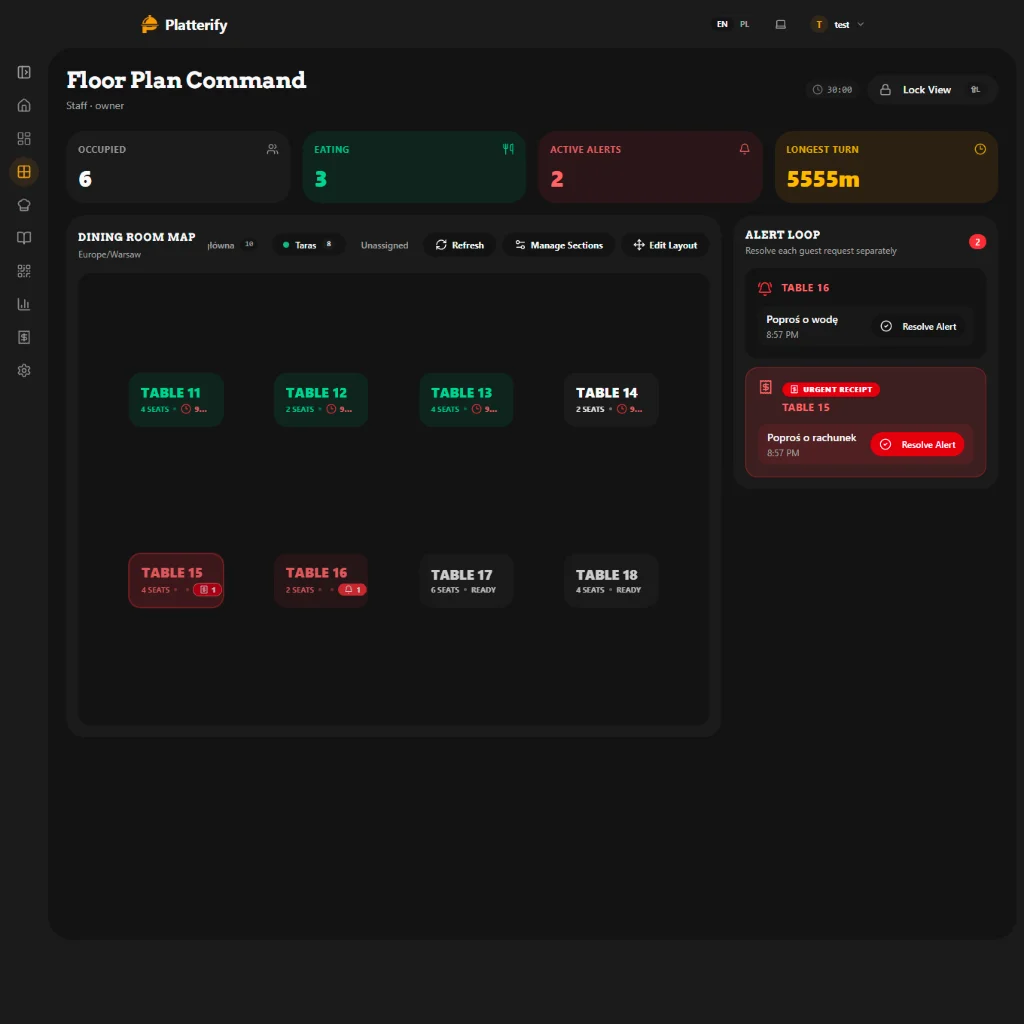 Platterify
EN PL
T test
Floor Plan Command
Staff · owner
30:00
Lock View
OCCUPIED
6
EATING
3
ACTIVE ALERTS
2
LONGEST TURN
5555m
DINING ROOM MAP
Europe/Warsaw
główna 10
Taras 8
Unassigned
Refresh
Manage Sections
Edit Layout
TABLE 11
4 SEATS • 9...
TABLE 12
2 SEATS • 9...
TABLE 13
4 SEATS • 9...
TABLE 14
2 SEATS • 9...
TABLE 15
4 SEATS • • 1
TABLE 16
2 SEATS • • 1
TABLE 17
6 SEATS • READY
TABLE 18
4 SEATS • READY
ALERT LOOP
Resolve each guest request separately
2
TABLE 16
Poproś o wodę
8:57 PM
Resolve Alert
URGENT RECEIPT
TABLE 15
Poproś o rachunek
8:57 PM
Resolve Alert